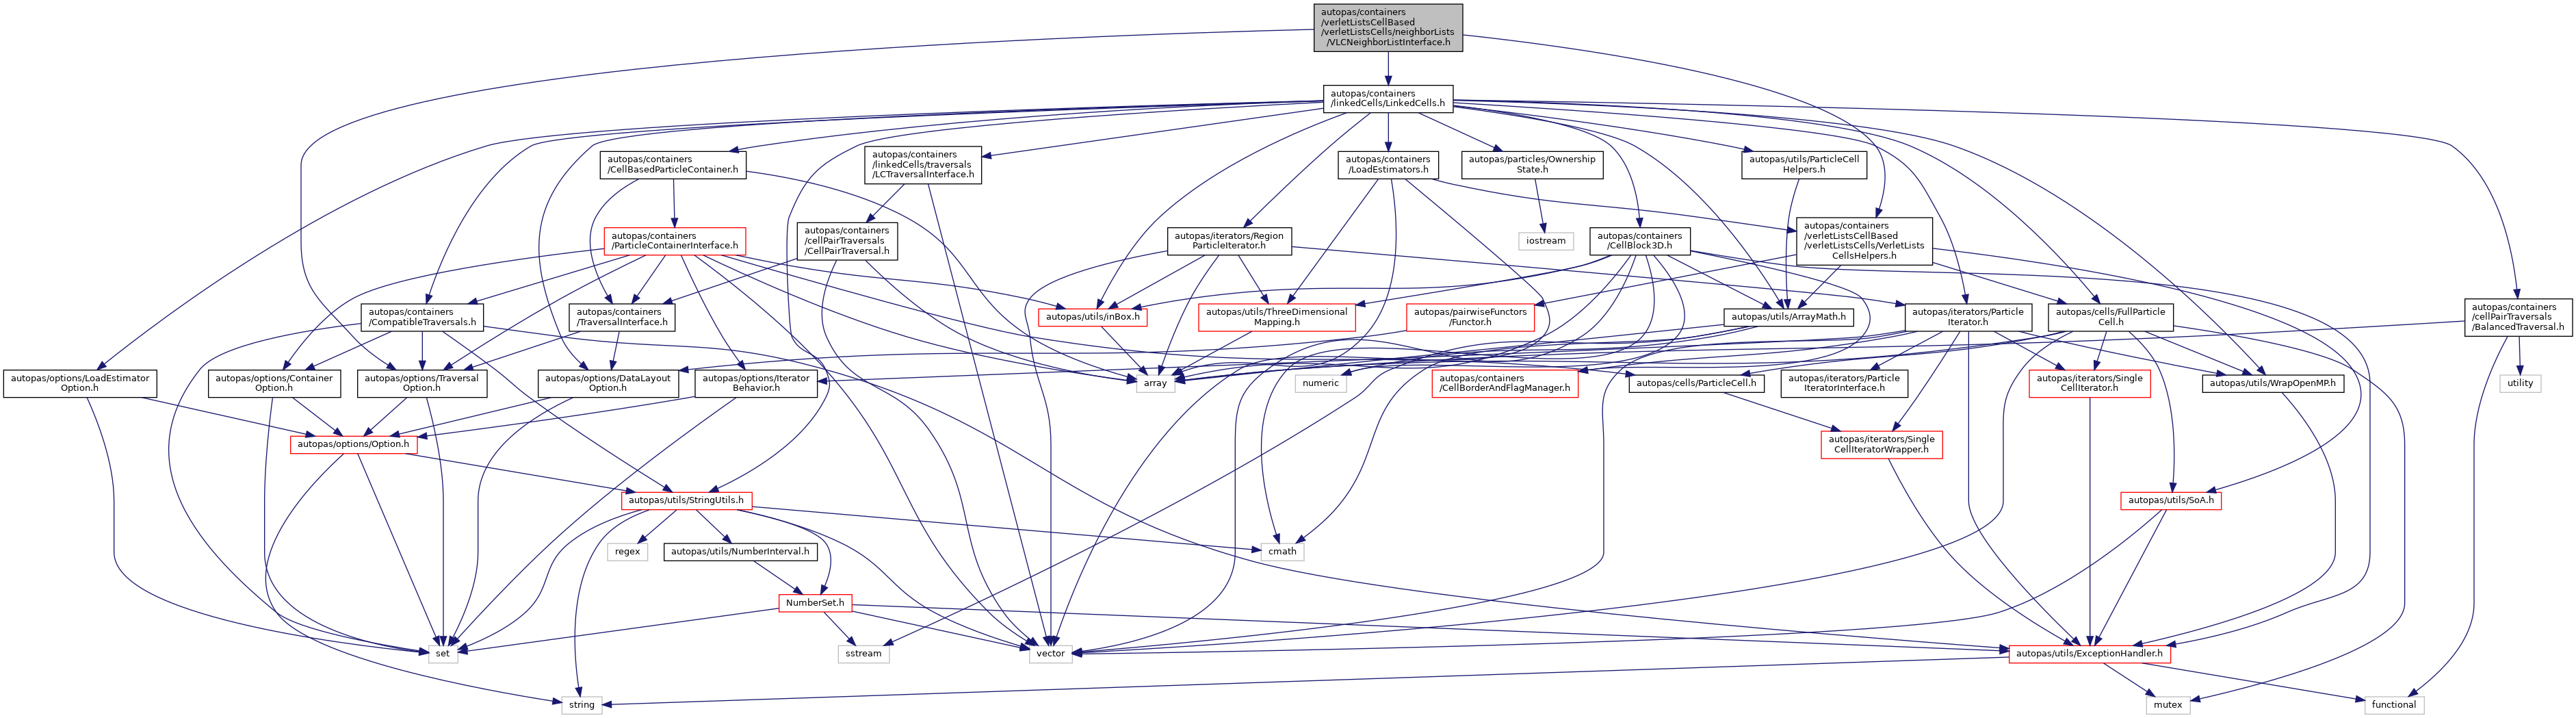 autopas/containers
/verletListsCellBased
/verletListsCells/neighborLists
/VLCNeighborListInterface.h
autopas/containers
/linkedCells/LinkedCells.h
autopas/containers
/CellBasedParticleContainer.h
autopas/containers
/linkedCells/traversals
/LCTraversalInterface.h
autopas/containers
/LoadEstimators.h
autopas/particles/Ownership
State.h
autopas/utils/ParticleCell
Helpers.h
autopas/containers
/ParticleContainerInterface.h
autopas/containers
/cellPairTraversals
/CellPairTraversal.h
autopas/iterators/Region
ParticleIterator.h
iostream
autopas/containers
/CellBlock3D.h
autopas/containers
/verletListsCellBased
/verletListsCells/VerletLists
CellsHelpers.h
autopas/containers
/CompatibleTraversals.h
autopas/containers
/TraversalInterface.h
autopas/utils/inBox.h
autopas/utils/ThreeDimensional
Mapping.h
autopas/pairwiseFunctors
/Functor.h
autopas/utils/ArrayMath.h
autopas/iterators/Particle
Iterator.h
autopas/cells/FullParticle
Cell.h
autopas/containers
/cellPairTraversals
/BalancedTraversal.h
autopas/options/LoadEstimator
Option.h
autopas/options/Container
Option.h
autopas/options/Traversal
Option.h
autopas/options/DataLayout
Option.h
autopas/options/Iterator
Behavior.h
array
numeric
autopas/containers
/CellBorderAndFlagManager.h
autopas/cells/ParticleCell.h
autopas/iterators/Particle
IteratorInterface.h
autopas/iterators/Single
CellIterator.h
autopas/utils/WrapOpenMP.h
utility
autopas/options/Option.h
autopas/iterators/Single
CellIteratorWrapper.h
autopas/utils/StringUtils.h
autopas/utils/SoA.h
regex
autopas/utils/NumberInterval.h
cmath
NumberSet.h
set
sstream
vector
autopas/utils/ExceptionHandler.h
string
mutex
functional